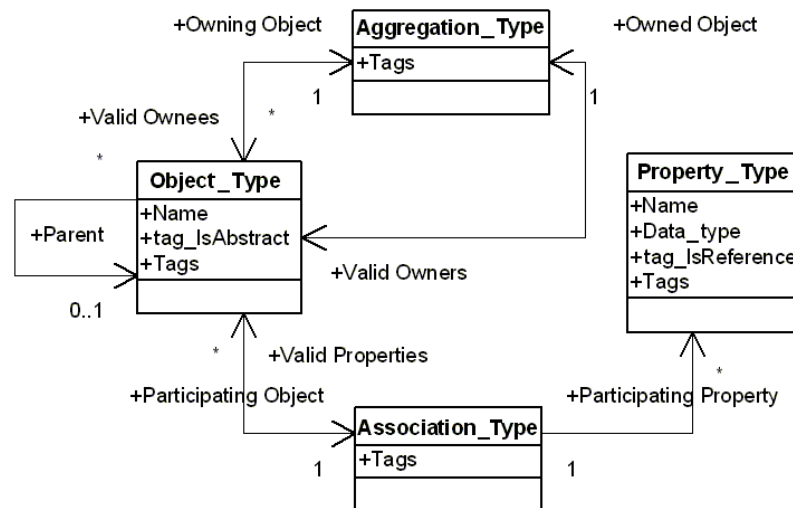 +Owning Object
Aggregation_Type
+Owned Object
+Tags
1
1
+Valid Ownees
*
*
Object_Type
Property_Type
+Name
+tag_IsAbstract
+Tags
+Parent
+Name
+Data_type
+tag_IsReference
+Tags
+Valid Owners
0..1
*
+Valid Properties
*
+Participating Object
+Participating Property
Association_Type
+Tags
1
1